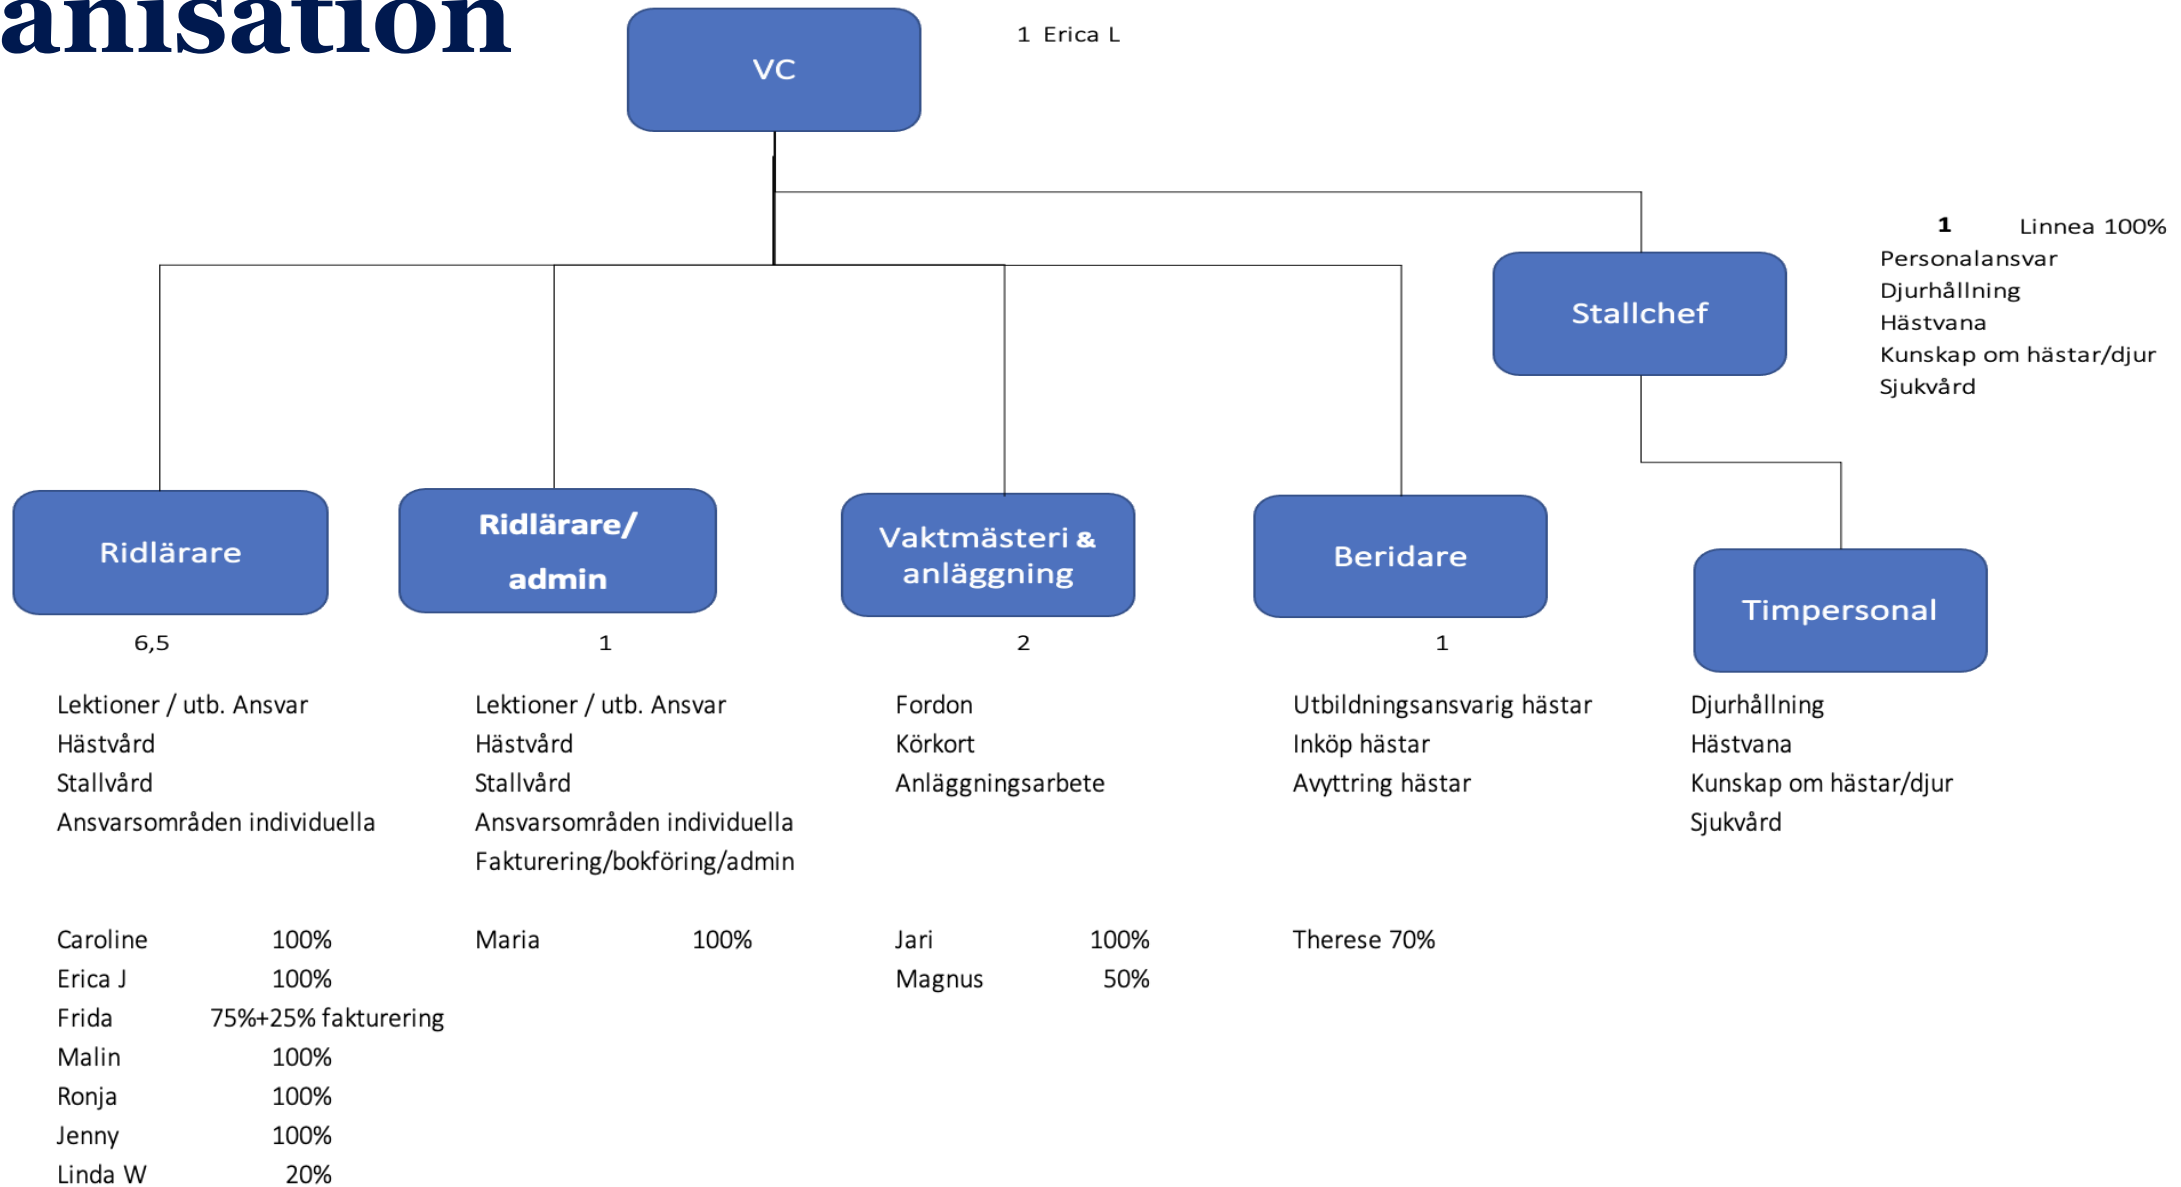 anisation
VC
1 Erica L
1 Linnea 100%
Personalansvar
Djurhållning
Hästvana
Kunskap om hästar/djur
Sjukvård
Stallchef
Ridlärare
Ridlärare/
admin
Vaktmästeri &
anläggning
Beridare
Timpersonal
6,5
Lektioner / utb. Ansvar
Hästvård
Stallvård
Ansvarsområden individuella
Caroline 100%
Erica J 100%
Frida 75%+25% fakturering
Malin 100%
Ronja 100%
Jenny 100%
Linda W 20%
1
Lektioner / utb. Ansvar
Hästvård
Stallvård
Ansvarsområden individuella
Fakturering/bokföring/admin
Maria 100%
2
Fordon
Körkort
Anläggningsarbete
Jari 100%
Magnus 50%
1
Utbildningsansvarig hästar
Inköp hästar
Avyttring hästar
Therese 70%
Djurhållning
Hästvana
Kunskap om hästar/djur
Sjukvård